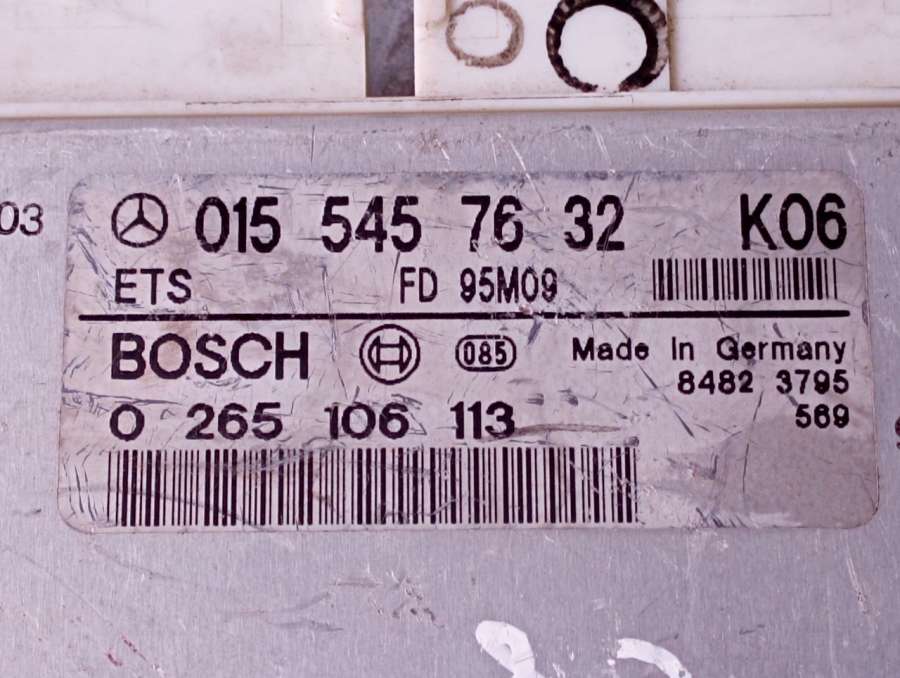 03
015 545 76 32 K06
ETS FD 95M09
BOSCH 085 Made In Germany
8482 3795
0 265 106 113 569